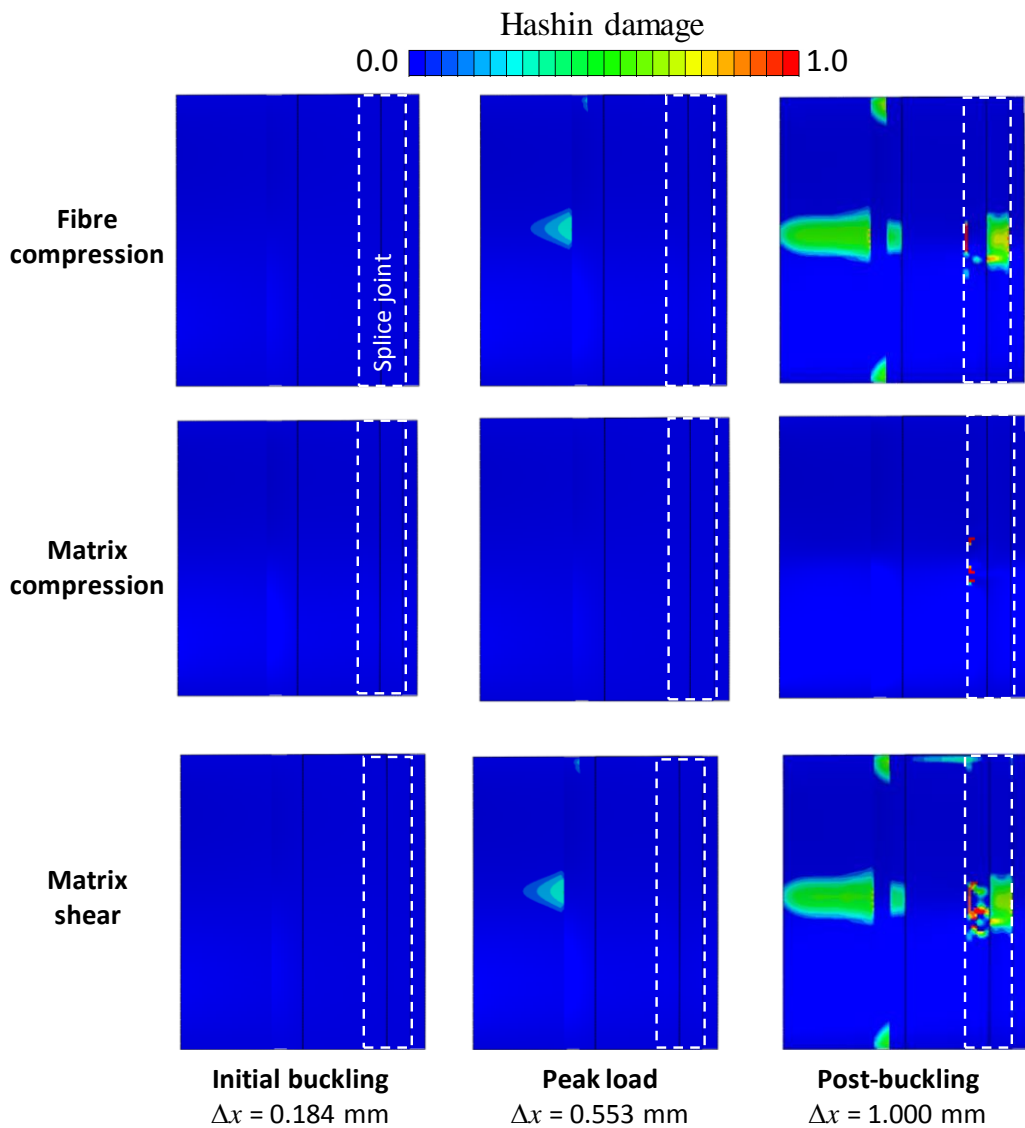 Hashin damage
0.0 1.0
Fibre
compression
Splice joint
Matrix
compression
Matrix
shear
Initial buckling Peak load Post-buckling
Δx = 0.184 mm Δx = 0.553 mm Δx = 1.000 mm